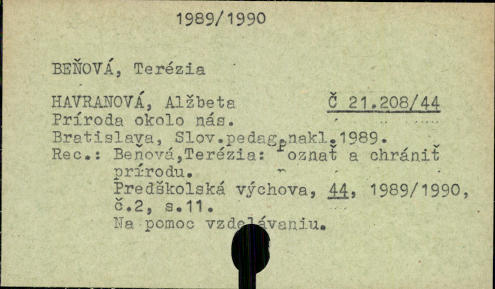 1989/1990
BEŇOVÁ, Terézia
HAVRANOVÁ, Alžbeta Č 21.208/44
Príroda okolo nás.
Bratislava, Slov.pedag.nakl.1989.
Rec.: Beňová,Terézia: oznať a chrániť
prírodu.
Predškolská výchova, 44, 1989/1990,
č.2, s.11.
Na pomoc vzdelávaniu.